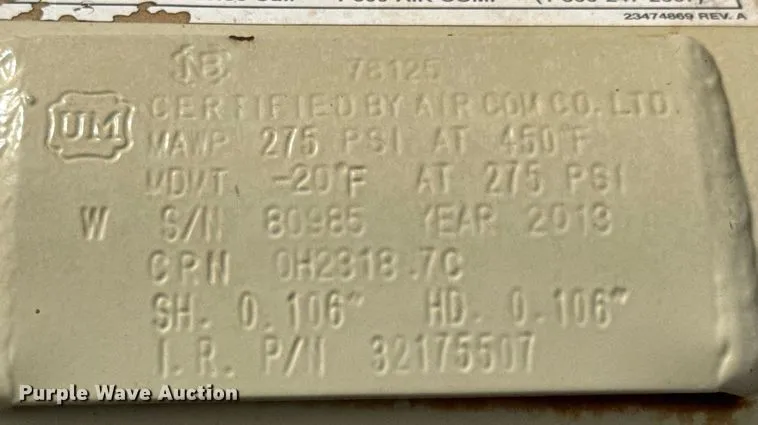 23474869 REV. A
NB 78125
UM
CERTIFIED BY AIR COM CO. LTD.
MAWP 275 PSI AT 450°F
MDMT. -20°F AT 275 PSI
W S/N 80985 YEAR 2013
CRN 0H2318.7C
SH. 0.106" HD. 0.106"
I.R. P/N 32175507
Purple Wave Auction